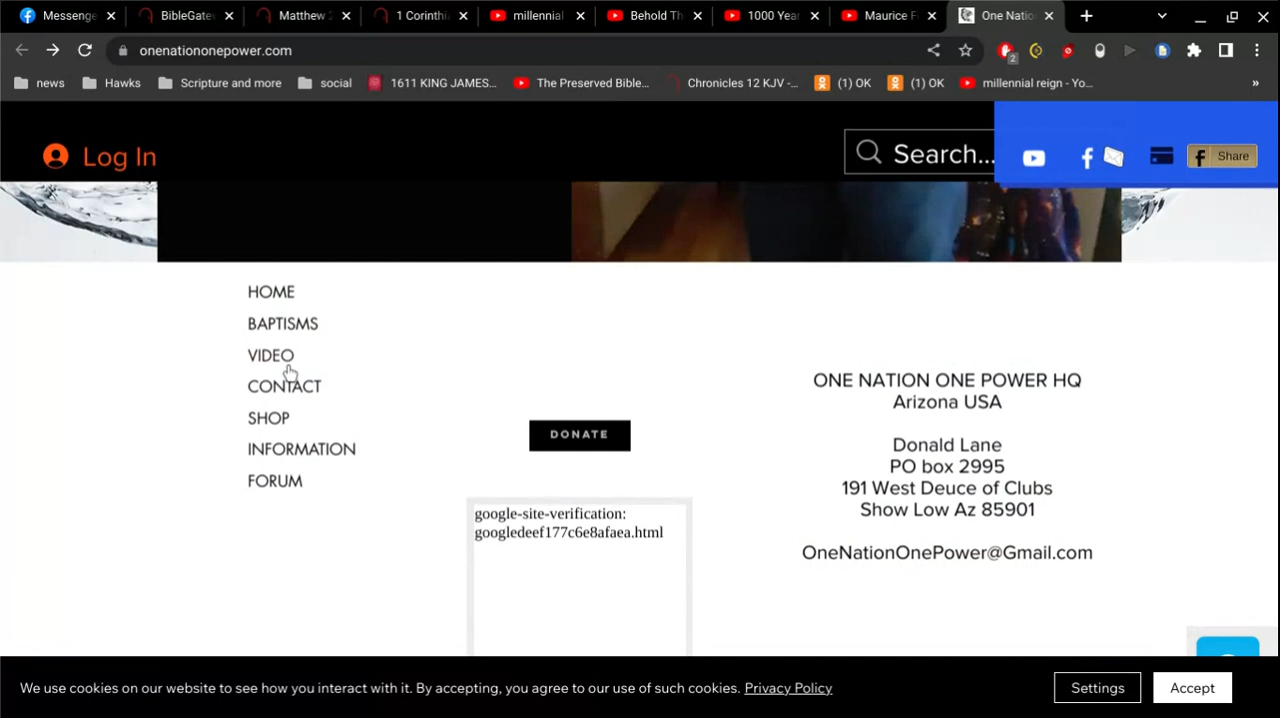 Messenge
BibleGate
Matthew 2
1 Corinthi
millennial
Behold Th
1000 Year
Maurice F
One Natio
onenationonepower.com
2
news
Hawks
Scripture and more
social
1611 KING JAMES...
The Preserved Bible...
Chronicles 12 KJV -...
(1) OK
(1) OK
millennial reign - Yo...
»
Log In
Search...
Share
HOME
BAPTISMS
VIDEO
CONTACT
SHOP
INFORMATION
FORUM
DONATE
google-site-verification:
googledeef177c6e8afaea.html
ONE NATION ONE POWER HQ
Arizona USA
Donald Lane
PO box 2995
191 West Deuce of Clubs
Show Low Az 85901
OneNationOnePower@Gmail.com
We use cookies on our website to see how you interact with it. By accepting, you agree to our use of such cookies. Privacy Policy
Settings
Accept